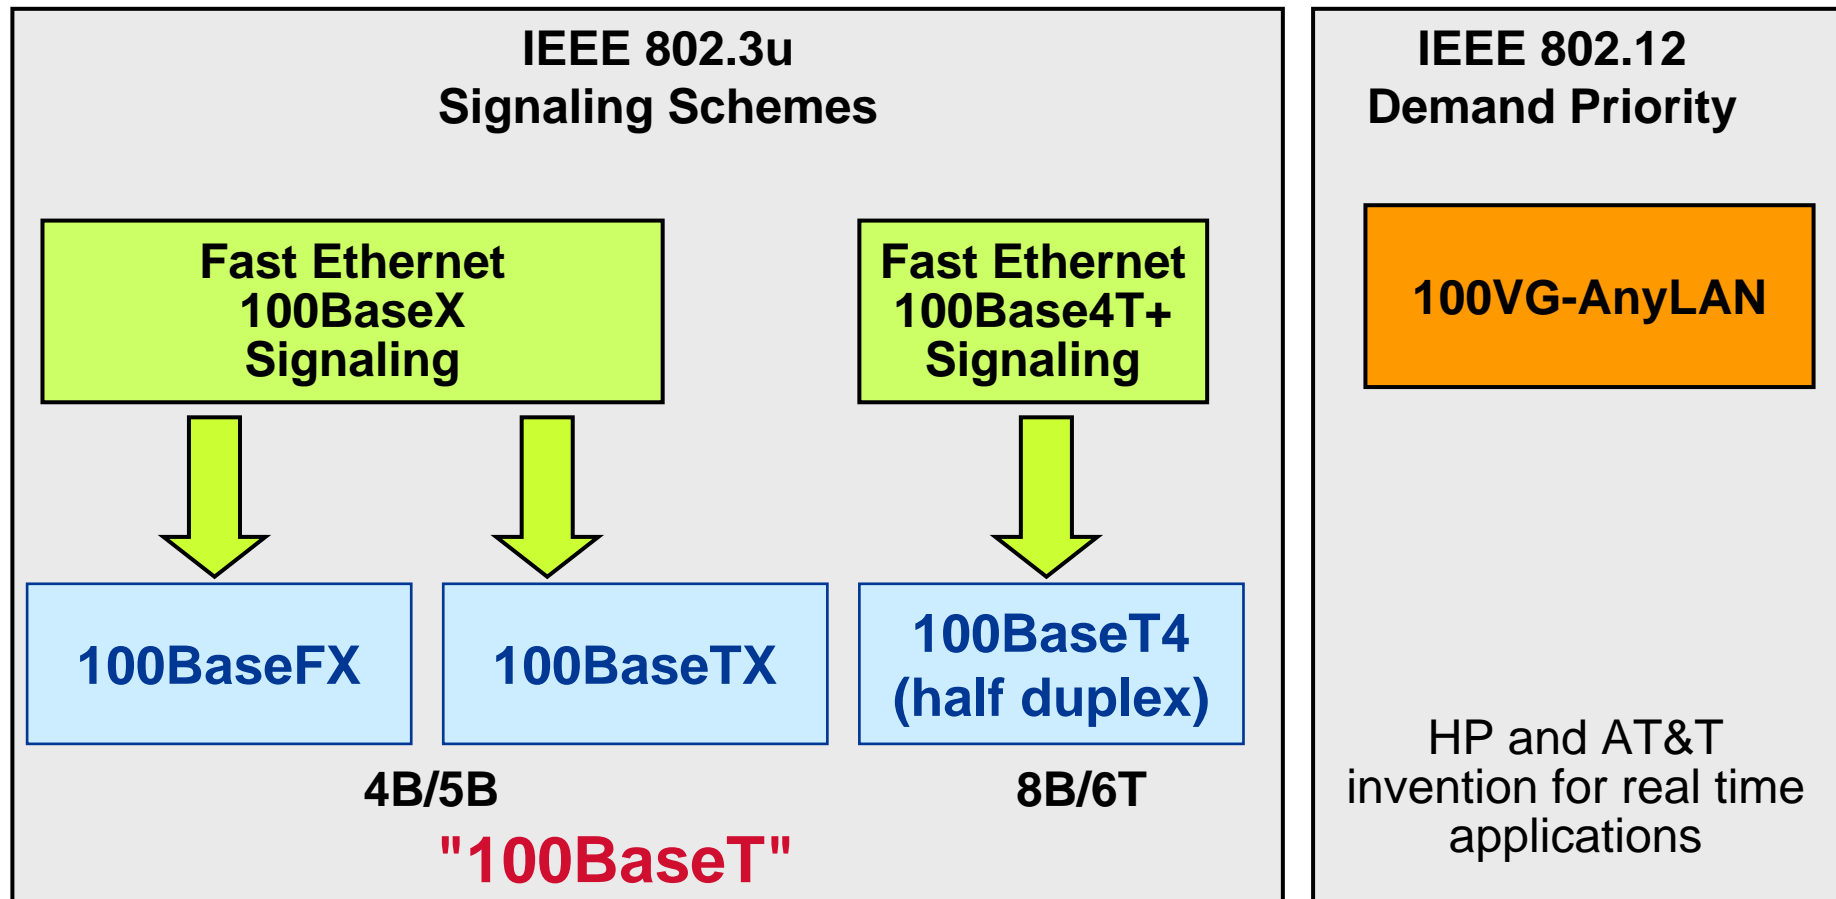 IEEE 802.3u
Signaling Schemes
Fast Ethernet
100BaseX
Signaling
Fast Ethernet
100Base4T+
Signaling
100BaseFX
100BaseTX
100BaseT4
(half duplex)
4B/5B
8B/6T
"100BaseT"
IEEE 802.12
Demand Priority
100VG-AnyLAN
HP and AT&T
invention for real time
applications